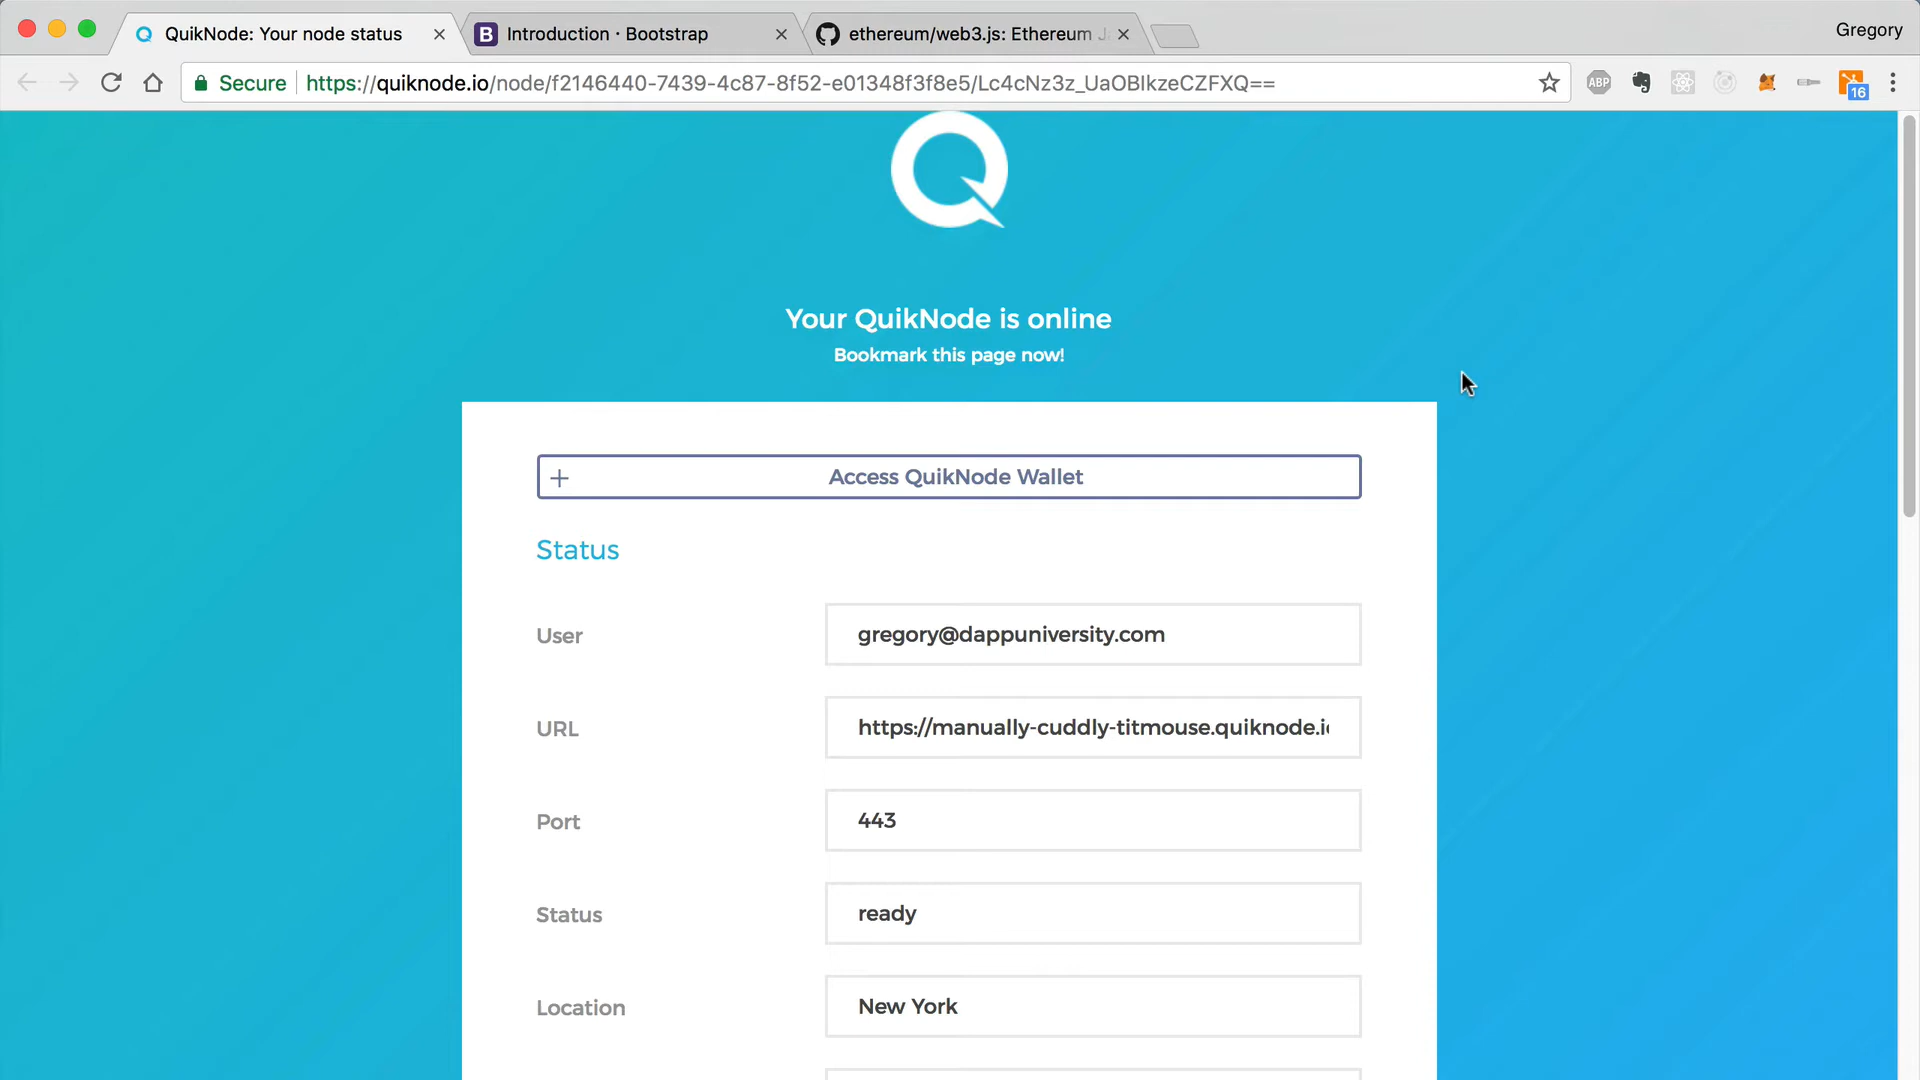 QuikNode: Your node status
Introduction · Bootstrap
ethereum/web3.js: Ethereum
Gregory
Secure
https://quiknode.io/node/f2146440-7439-4c87-8f52-e01348f3f8e5/Lc4cNz3z_UaOBIkzeCZFXQ==
ABP
16
Your QuikNode is online
Bookmark this page now!
Access QuikNode Wallet
Status
User
gregory@dappuniversity.com
URL
https://manually-cuddly-titmouse.quiknode.i
Port
443
Status
ready
Location
New York